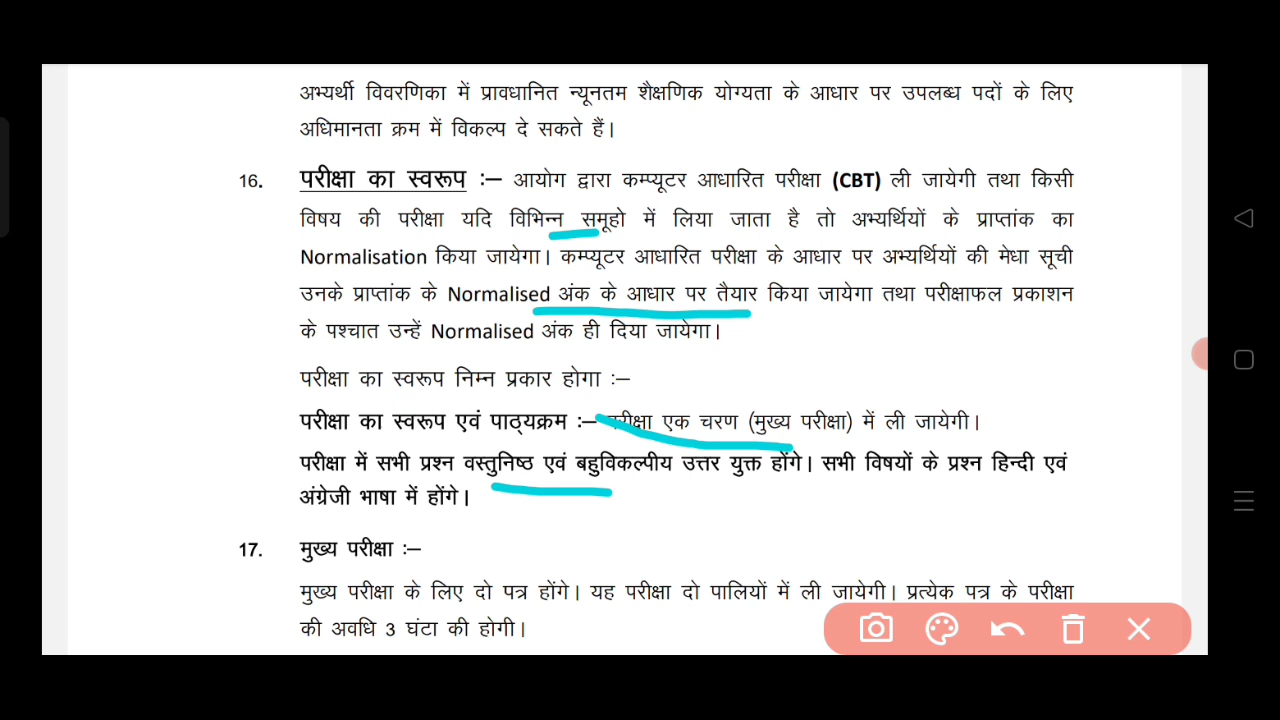 अभ्यर्थी विवरणिका में प्रावधानित न्यूनतम शैक्षणिक योग्यता के आधार पर उपलब्ध पदों के लिए
अधिमानता क्रम में विकल्प दे सकते हैं।
16. परीक्षा का स्वरूप :– आयोग द्वारा कम्प्यूटर आधारित परीक्षा (CBT) ली जायेगी तथा किसी
विषय की परीक्षा यदि विभिन्न समूहो में लिया जाता है तो अभ्यर्थियों के प्राप्तांक का
Normalisation किया जायेगा। कम्प्यूटर आधारित परीक्षा के आधार पर अभ्यर्थियों की मेधा सूची
उनके प्राप्तांक के Normalised अंक के आधार पर तैयार किया जायेगा तथा परीक्षाफल प्रकाशन
के पश्चात उन्हें Normalised अंक ही दिया जायेगा।
परीक्षा का स्वरूप निम्न प्रकार होगा :–
परीक्षा का स्वरूप एवं पाठ्यक्रम :– परीक्षा एक चरण (मुख्य परीक्षा) में ली जायेगी।
परीक्षा में सभी प्रश्न वस्तुनिष्ठ एवं बहुविकल्पीय उत्तर युक्त होंगे। सभी विषयों के प्रश्न हिन्दी एवं
अंग्रेजी भाषा में होंगे।
17. मुख्य परीक्षा :–
मुख्य परीक्षा के लिए दो पत्र होंगे। यह परीक्षा दो पालियों में ली जायेगी। प्रत्येक पत्र के परीक्षा
की अवधि 3 घंटा की होगी।